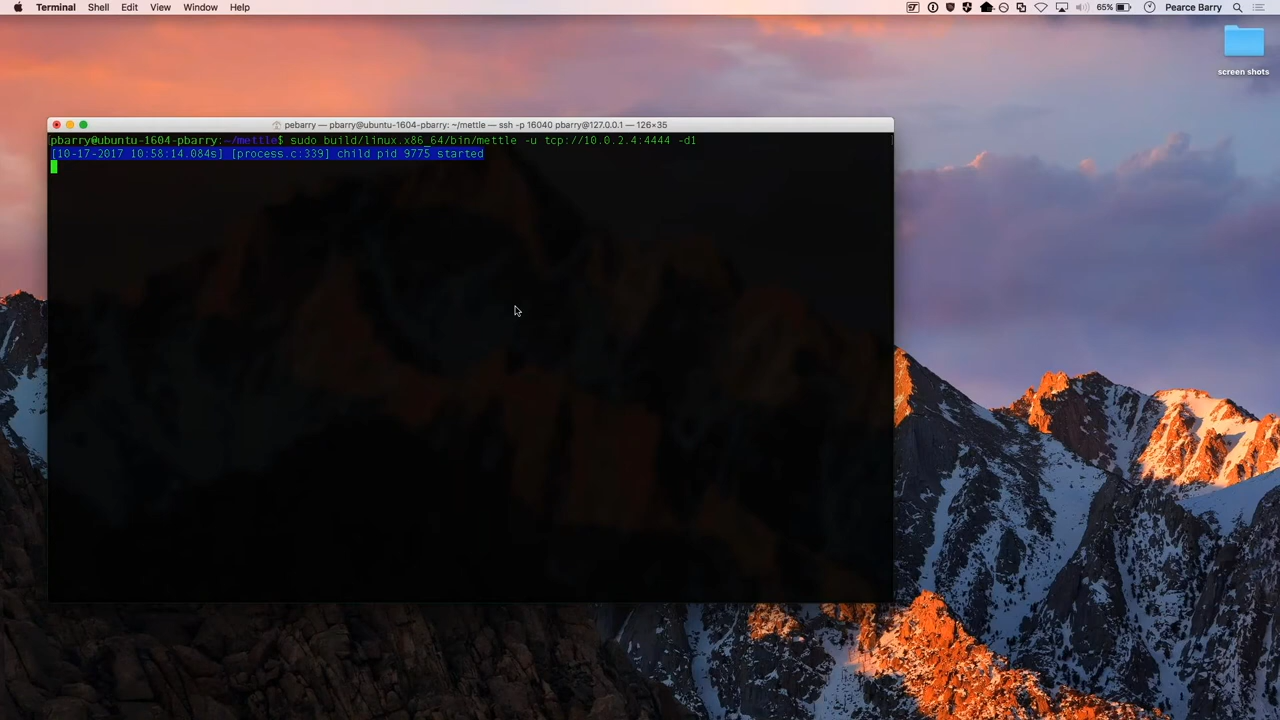 Terminal Shell Edit View Window Help 65% Pearce Barry
screen shots
pebarry — pbarry@ubuntu-1604-pbarry: ~/mettle — ssh -p 16040 pbarry@127.0.0.1 — 126×35
pbarry@ubuntu-1604-pbarry:~/mettle$ sudo build/linux.x86_64/bin/mettle -u tcp://10.0.2.4:4444 -d1
[10-17-2017 10:58:14.084s] [process.c:339] child pid 9775 started